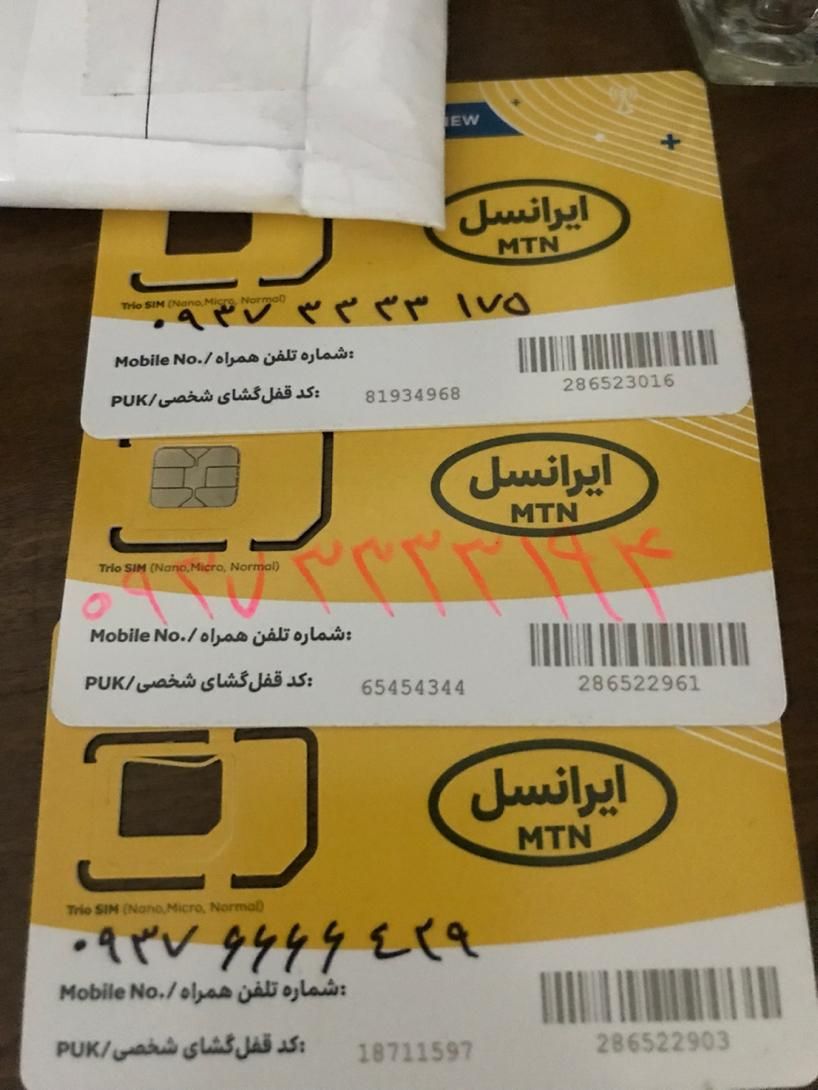 NEW
ایرانسل
MTN
Trio SIM (Nano,Micro, Normal)
۰۹۳۷ ۳۳۳۳ ۱۷۵
Mobile No./شماره تلفن همراه:
286523016
PUK/کد قفل‌گشای شخصی: 81934968
ایرانسل
MTN
Trio SIM (Nano,Micro, Normal)
Mobile No./شماره تلفن همراه:
286522961
PUK/کد قفل‌گشای شخصی: 65454344
ایرانسل
MTN
Trio SIM (Nano,Micro, Normal)
۰۹۳۷ ۶۶۶۶ ۴۲۹
Mobile No./شماره تلفن همراه:
286522903
PUK/کد قفل‌گشای شخصی: 18711597